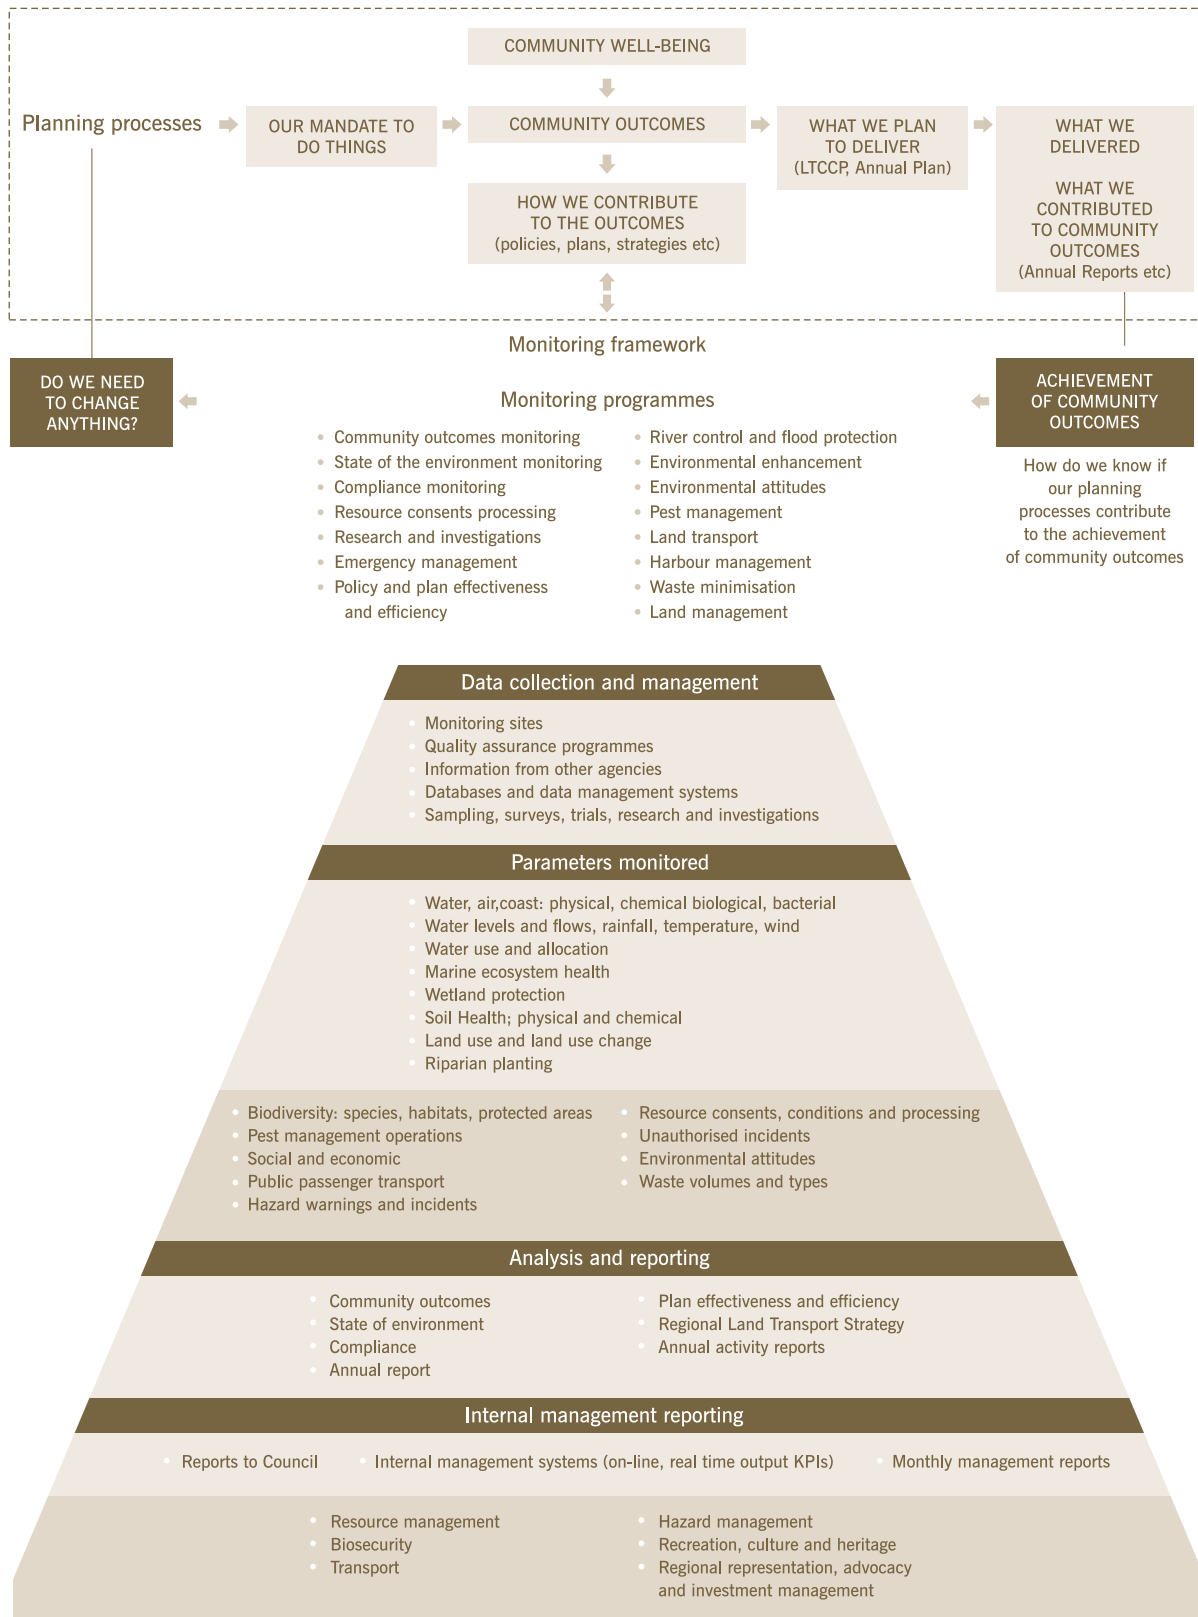 COMMUNITY WELL-BEING
Planning processes
OUR MANDATE TO
DO THINGS
COMMUNITY OUTCOMES
HOW WE CONTRIBUTE
TO THE OUTCOMES
(policies, plans, strategies etc)
WHAT WE PLAN
TO DELIVER
(LTCCP, Annual Plan)
WHAT WE
DELIVERED
WHAT WE
CONTRIBUTED
TO COMMUNITY
OUTCOMES
(Annual Reports etc)
Monitoring framework
DO WE NEED
TO CHANGE
ANYTHING?
Monitoring programmes
• Community outcomes monitoring
• State of the environment monitoring
• Compliance monitoring
• Resource consents processing
• Research and investigations
• Emergency management
• Policy and plan effectiveness
and efficiency
• River control and flood protection
• Environmental enhancement
• Environmental attitudes
• Pest management
• Land transport
• Harbour management
• Waste minimisation
• Land management
ACHIEVEMENT
OF COMMUNITY
OUTCOMES
How do we know if
our planning
processes contribute
to the achievement
of community outcomes
Data collection and management
• Monitoring sites
• Quality assurance programmes
• Information from other agencies
• Databases and data management systems
• Sampling, surveys, trials, research and investigations
Parameters monitored
• Water, air,coast: physical, chemical biological, bacterial
• Water levels and flows, rainfall, temperature, wind
• Water use and allocation
• Marine ecosystem health
• Wetland protection
• Soil Health; physical and chemical
• Land use and land use change
• Riparian planting
• Biodiversity: species, habitats, protected areas
• Pest management operations
• Social and economic
• Public passenger transport
• Hazard warnings and incidents
• Resource consents, conditions and processing
• Unauthorised incidents
• Environmental attitudes
• Waste volumes and types
Analysis and reporting
• Community outcomes
• State of environment
• Compliance
• Annual report
• Plan effectiveness and efficiency
• Regional Land Transport Strategy
• Annual activity reports
Internal management reporting
• Reports to Council
• Internal management systems (on-line, real time output KPIs)
• Monthly management reports
• Resource management
• Biosecurity
• Transport
• Hazard management
• Recreation, culture and heritage
• Regional representation, advocacy
and investment management